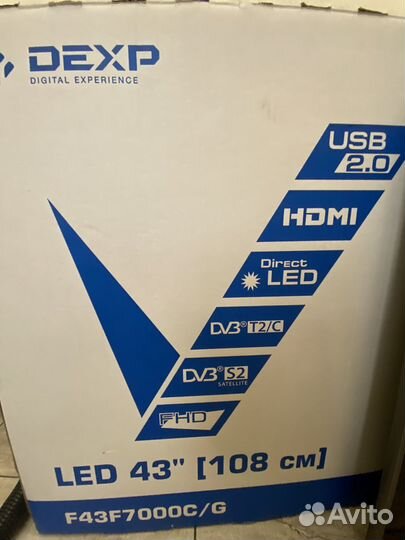 DEXP
DIGITAL EXPERIENCE
USB
2.0
HDMI
Direct
LED
DVB® T2/C
DVB® S2
SATELLITE
FHD
LED 43" [108 см]
F43F7000C/G
Avito